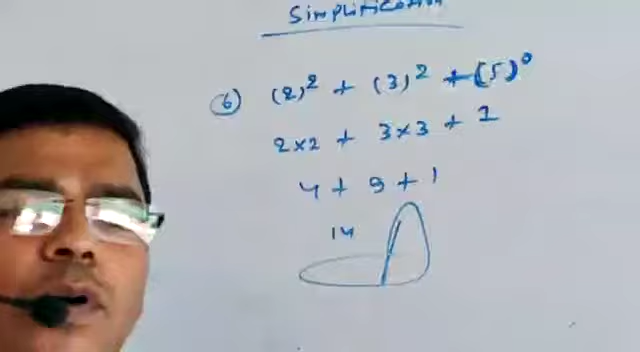 Simplification
(6) (2)² + (3)² + (5)⁰
2×2 + 3×3 + 1
4 + 9 + 1
14